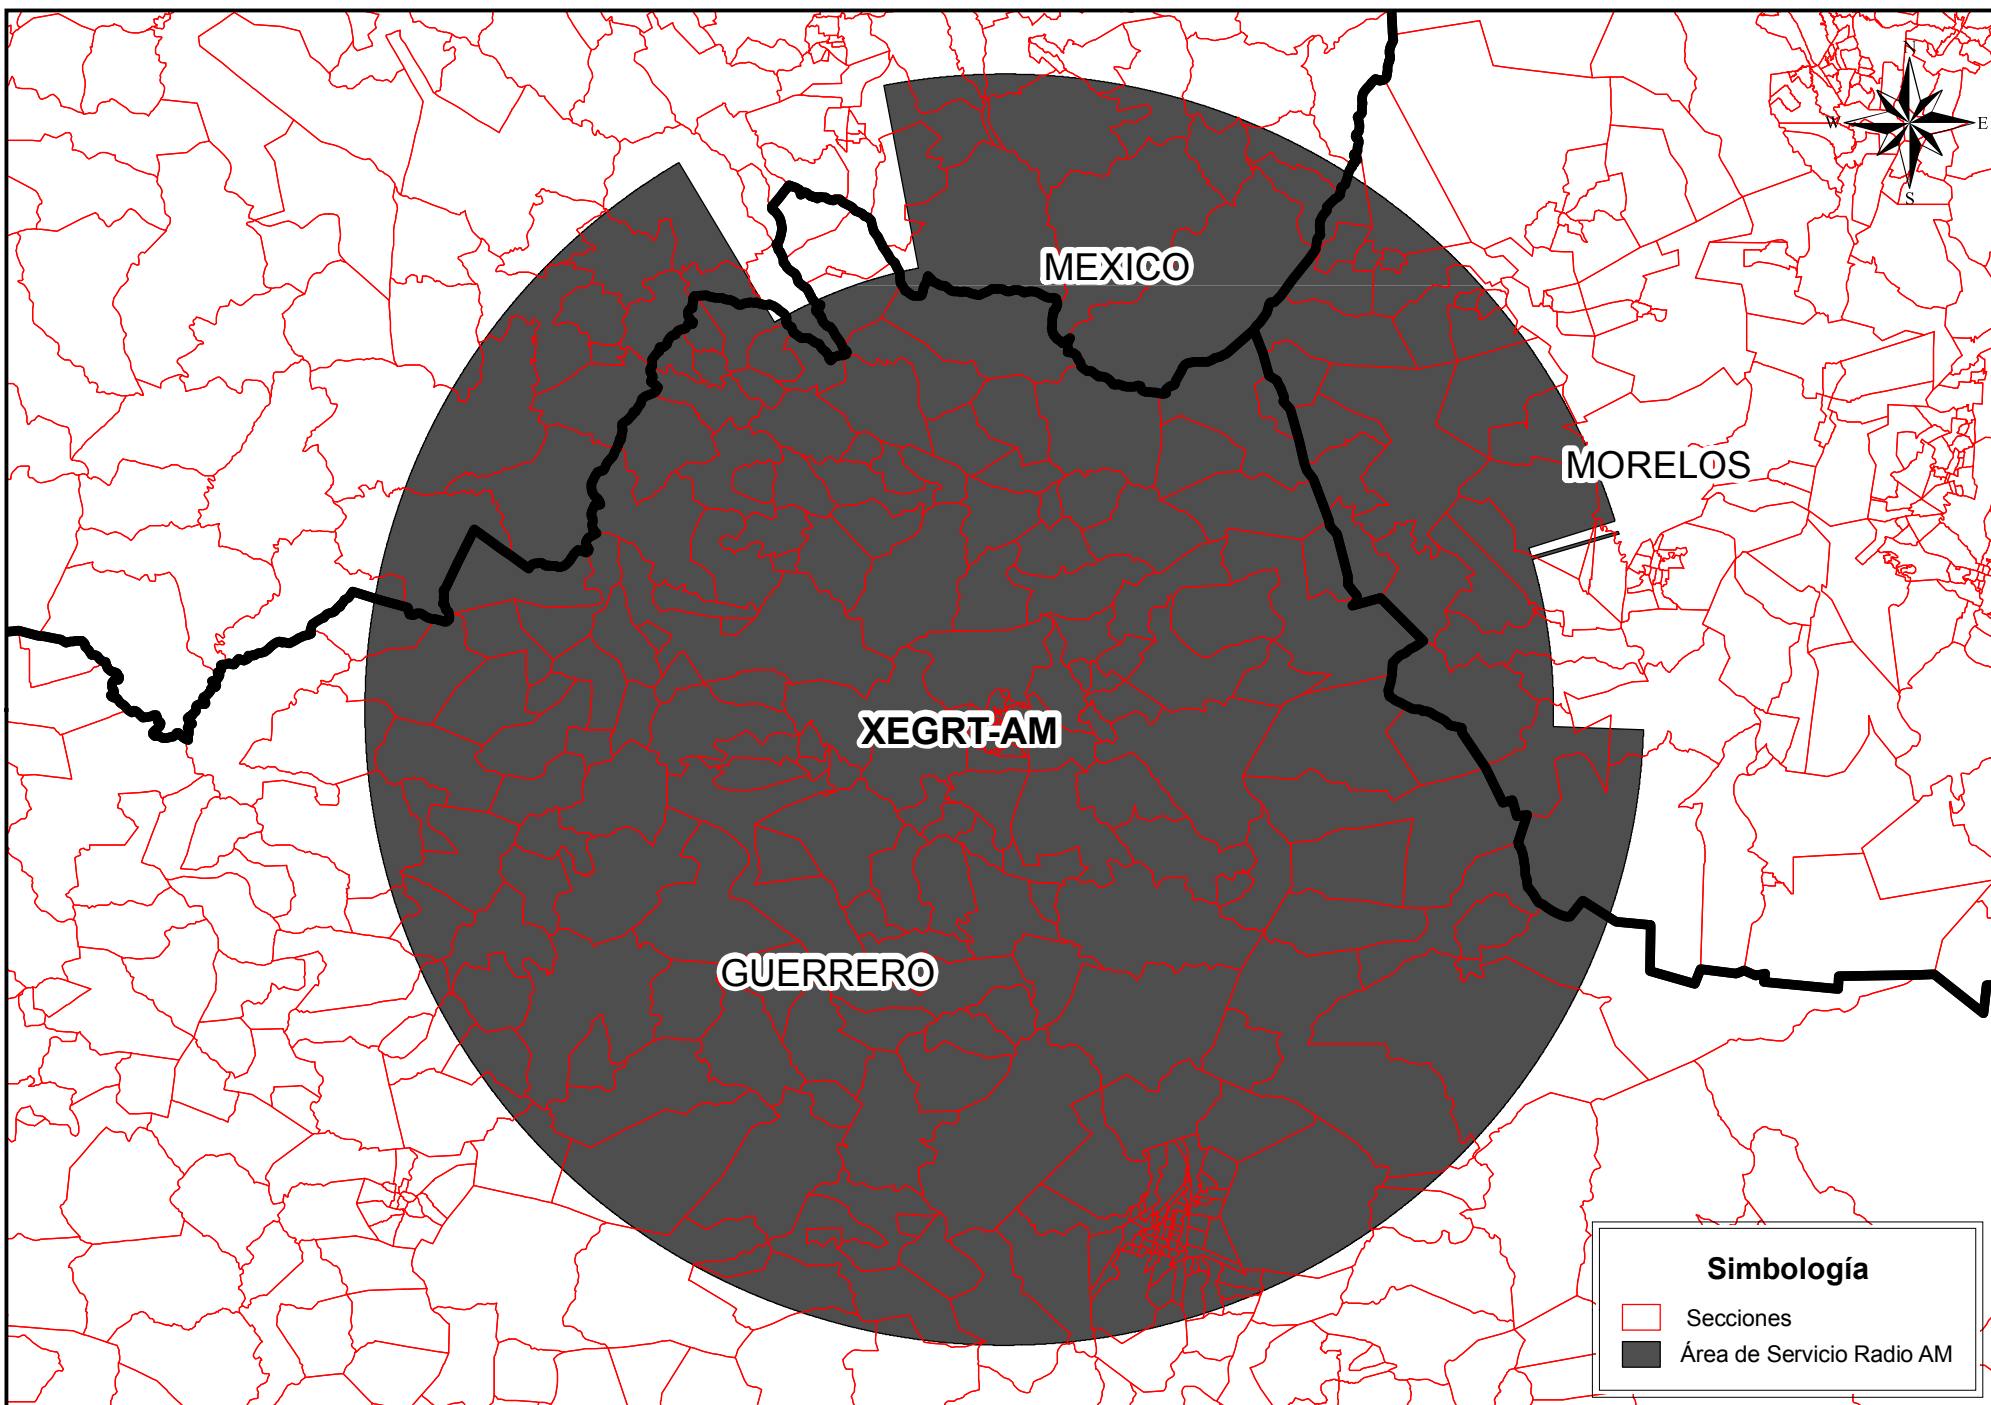 N
W
E
S
MEXICO
MORELOS
XEGRT-AM
GUERRERO
Simbología
Secciones
Área de Servicio Radio AM